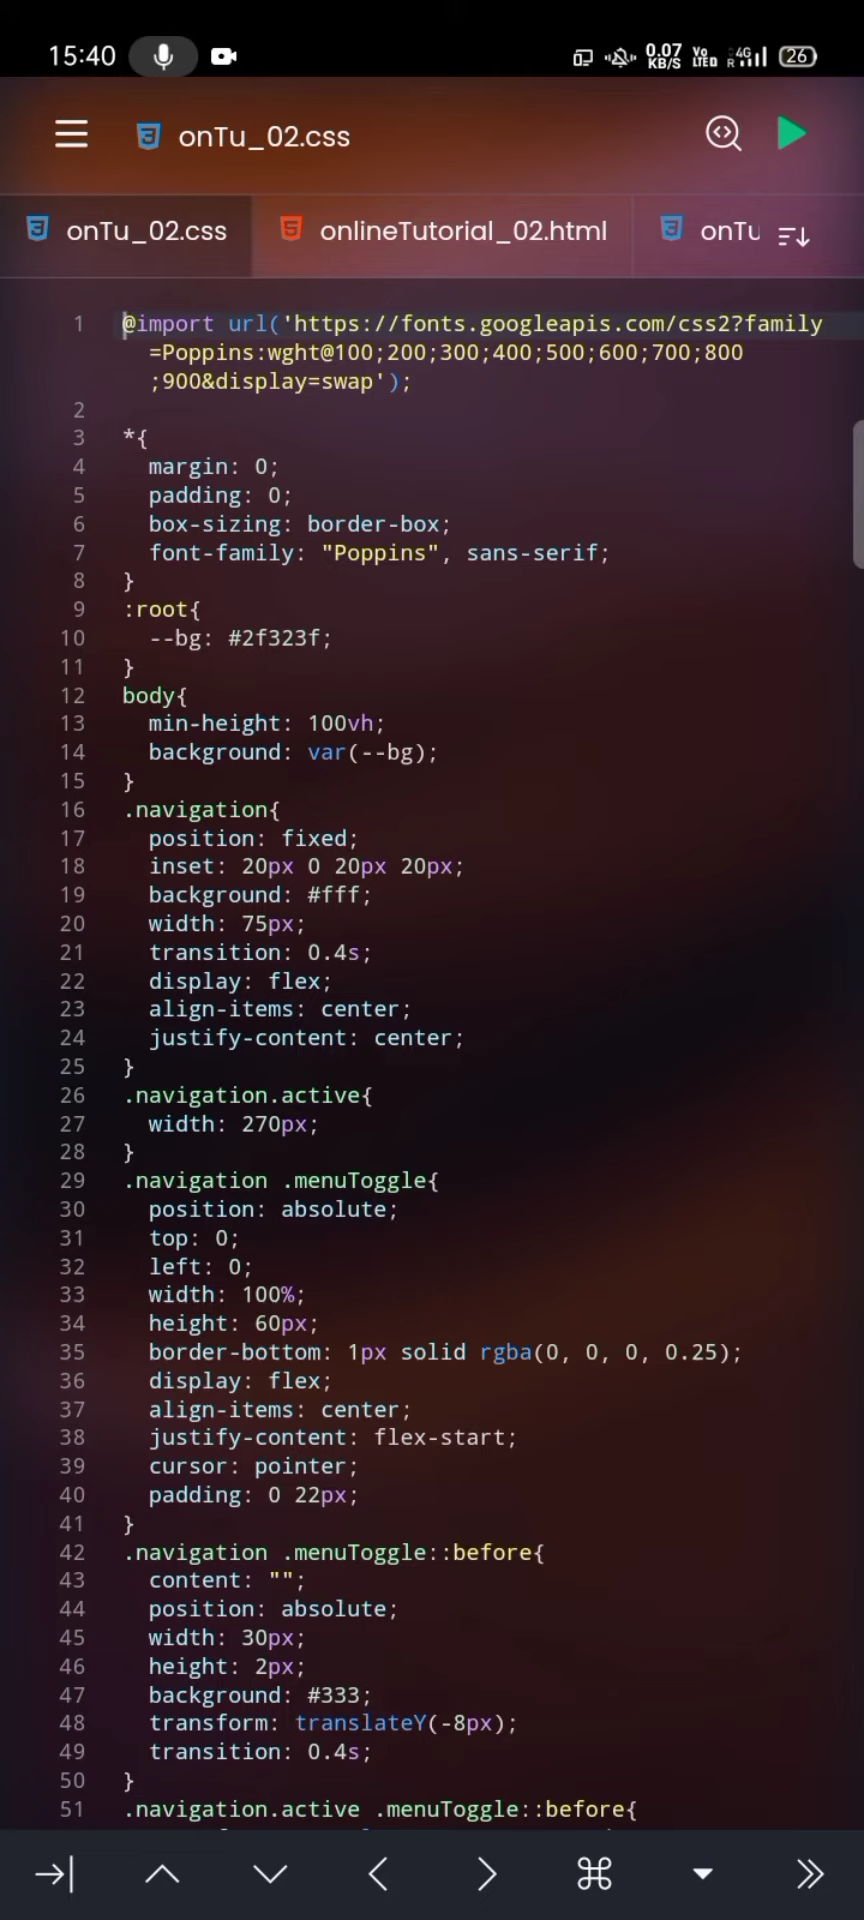 15:40
0.07
KB/S
Vo
LTED
4G
R
26
onTu_02.css
onTu_02.css
onlineTutorial_02.html
onTu
1 @import url('https://fonts.googleapis.com/css2?family
=Poppins:wght@100;200;300;400;500;600;700;800
;900&display=swap');
2
3 *{
4 margin: 0;
5 padding: 0;
6 box-sizing: border-box;
7 font-family: "Poppins", sans-serif;
8 }
9 :root{
10 --bg: #2f323f;
11 }
12 body{
13 min-height: 100vh;
14 background: var(--bg);
15 }
16 .navigation{
17 position: fixed;
18 inset: 20px 0 20px 20px;
19 background: #fff;
20 width: 75px;
21 transition: 0.4s;
22 display: flex;
23 align-items: center;
24 justify-content: center;
25 }
26 .navigation.active{
27 width: 270px;
28 }
29 .navigation .menuToggle{
30 position: absolute;
31 top: 0;
32 left: 0;
33 width: 100%;
34 height: 60px;
35 border-bottom: 1px solid rgba(0, 0, 0, 0.25);
36 display: flex;
37 align-items: center;
38 justify-content: flex-start;
39 cursor: pointer;
40 padding: 0 22px;
41 }
42 .navigation .menuToggle::before{
43 content: "";
44 position: absolute;
45 width: 30px;
46 height: 2px;
47 background: #333;
48 transform: translateY(-8px);
49 transition: 0.4s;
50 }
51 .navigation.active .menuToggle::before{